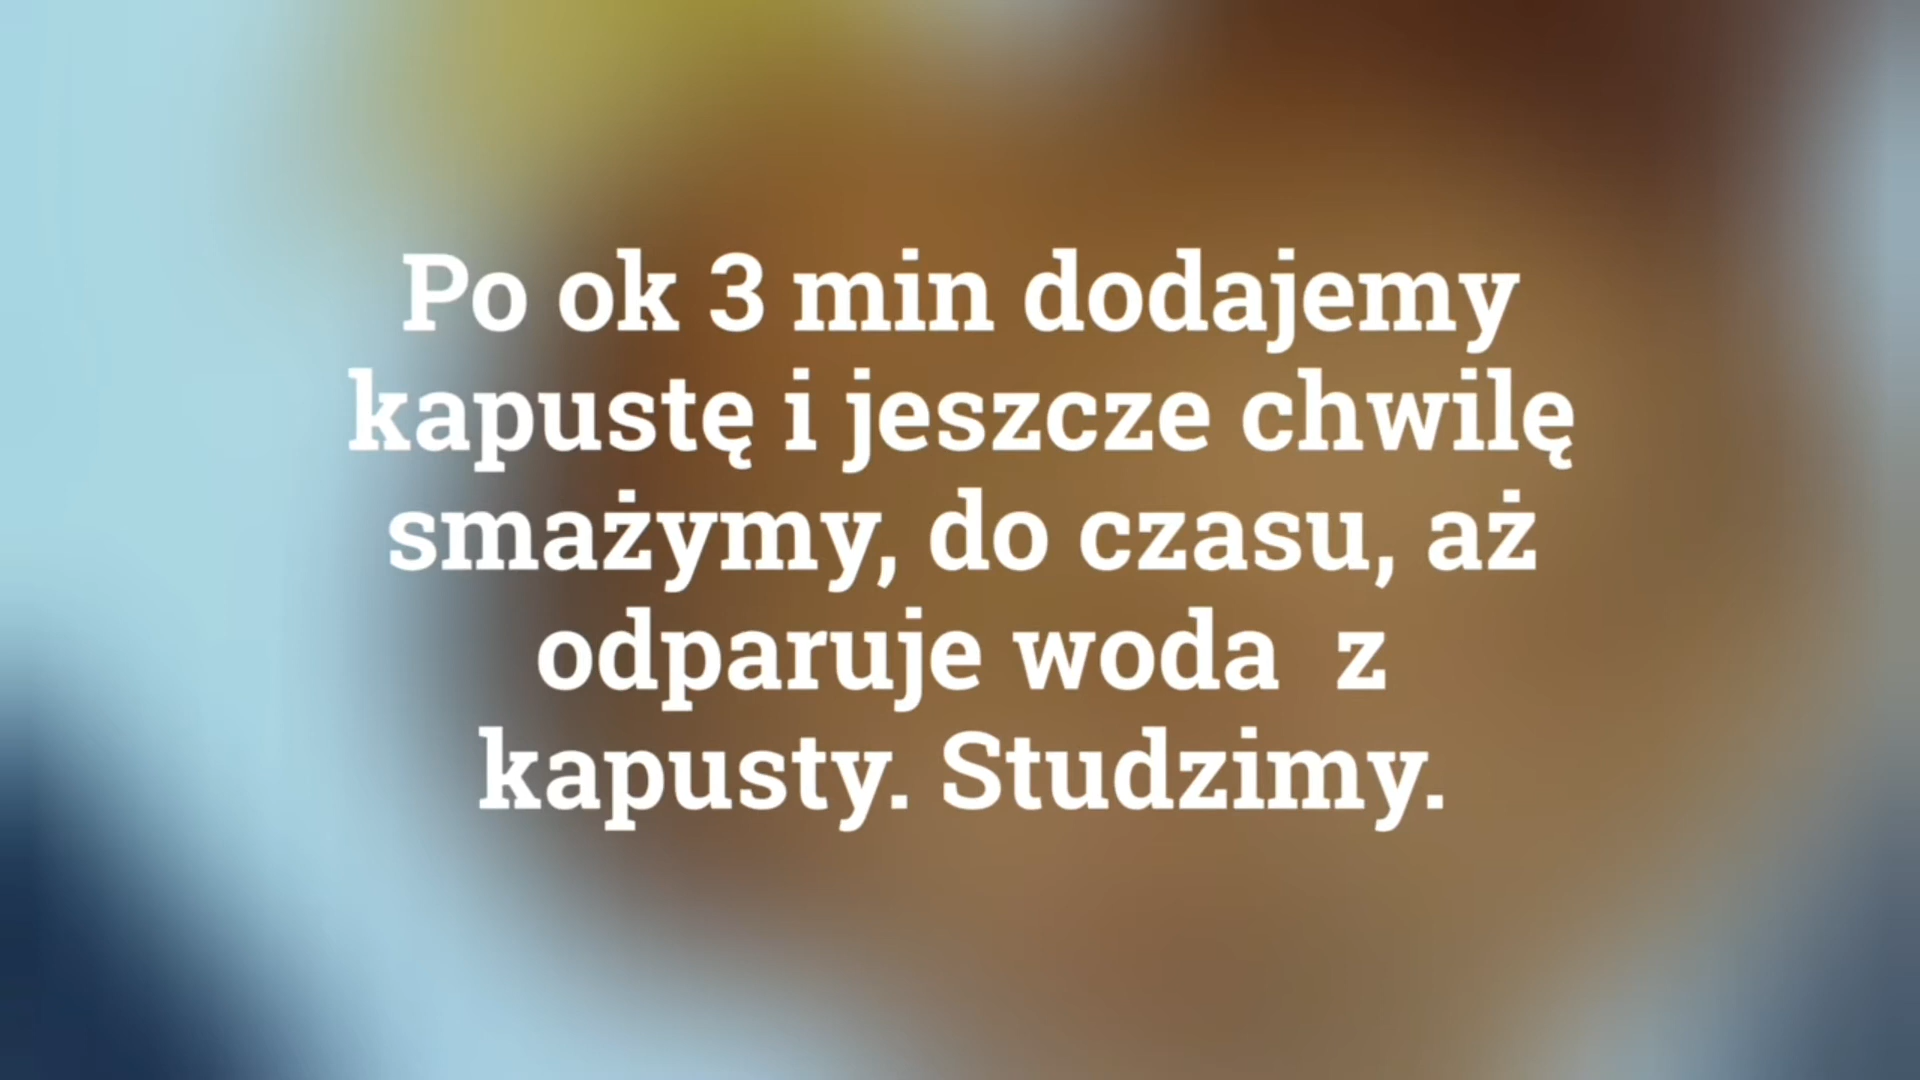 Po ok 3 min dodajemy
kapustę i jeszcze chwilę
smażymy, do czasu, aż
odparuje woda  z
kapusty. Studzimy.